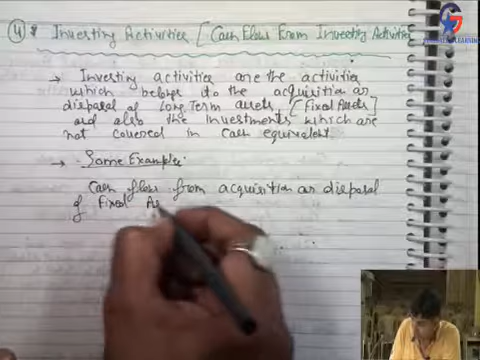 4 Investing Activities [Cash Flows From Investing Activities
→ Investing activities are the activities
which belongs to the acquisition or
disposal of Long Term assets, [Fixed Assets]
and also the investments which are
not covered in cash equivalent
→ Some Examples
Cash flows from acquisition or disposal
of Fixed As